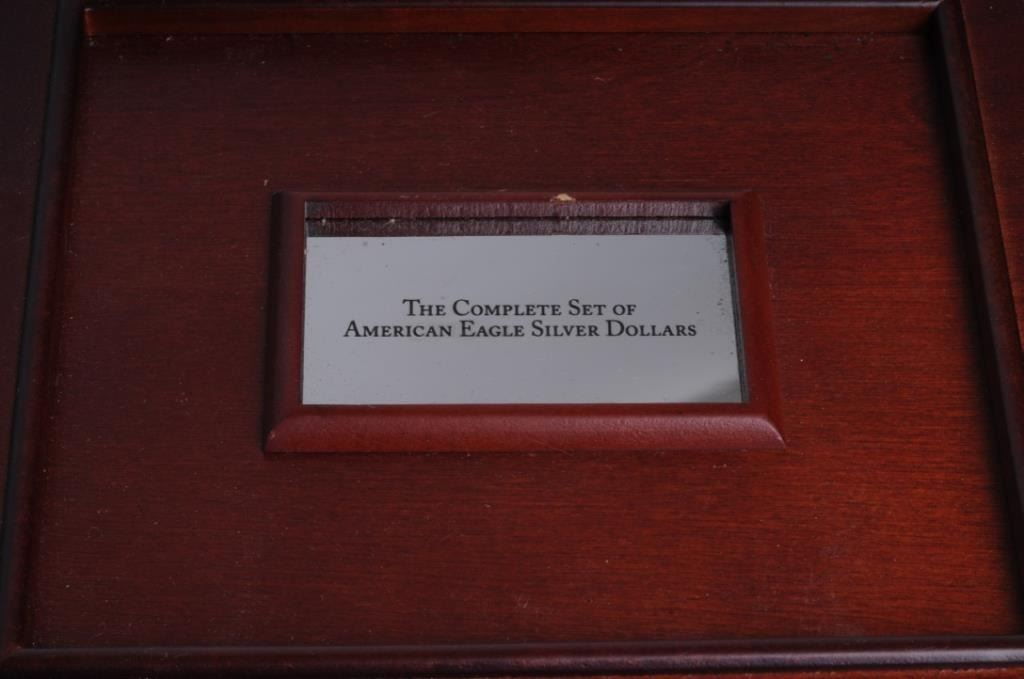 The Complete Set of
American Eagle Silver Dollars